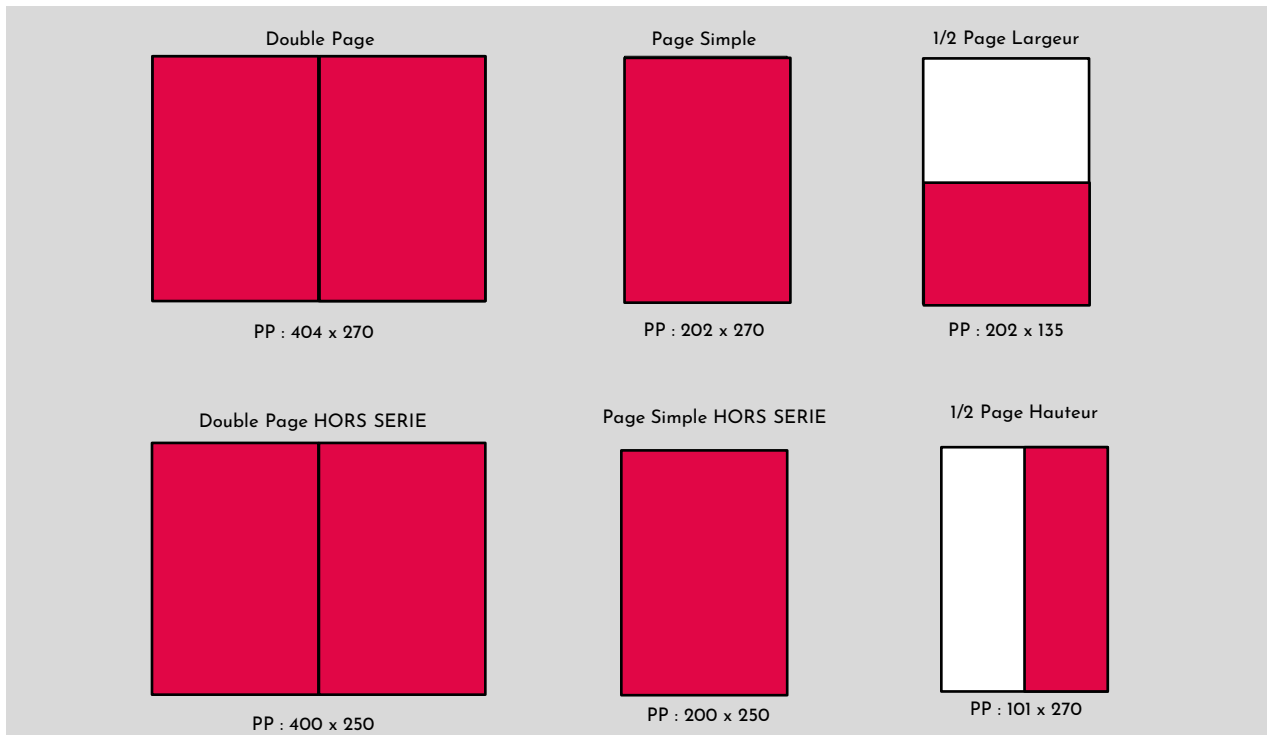 Double Page
Page Simple
1/2 Page Largeur
PP : 404 x 270
PP : 202 x 270
PP : 202 x 135
Double Page HORS SERIE
Page Simple HORS SERIE
1/2 Page Hauteur
PP : 400 x 250
PP : 200 x 250
PP : 101 x 270